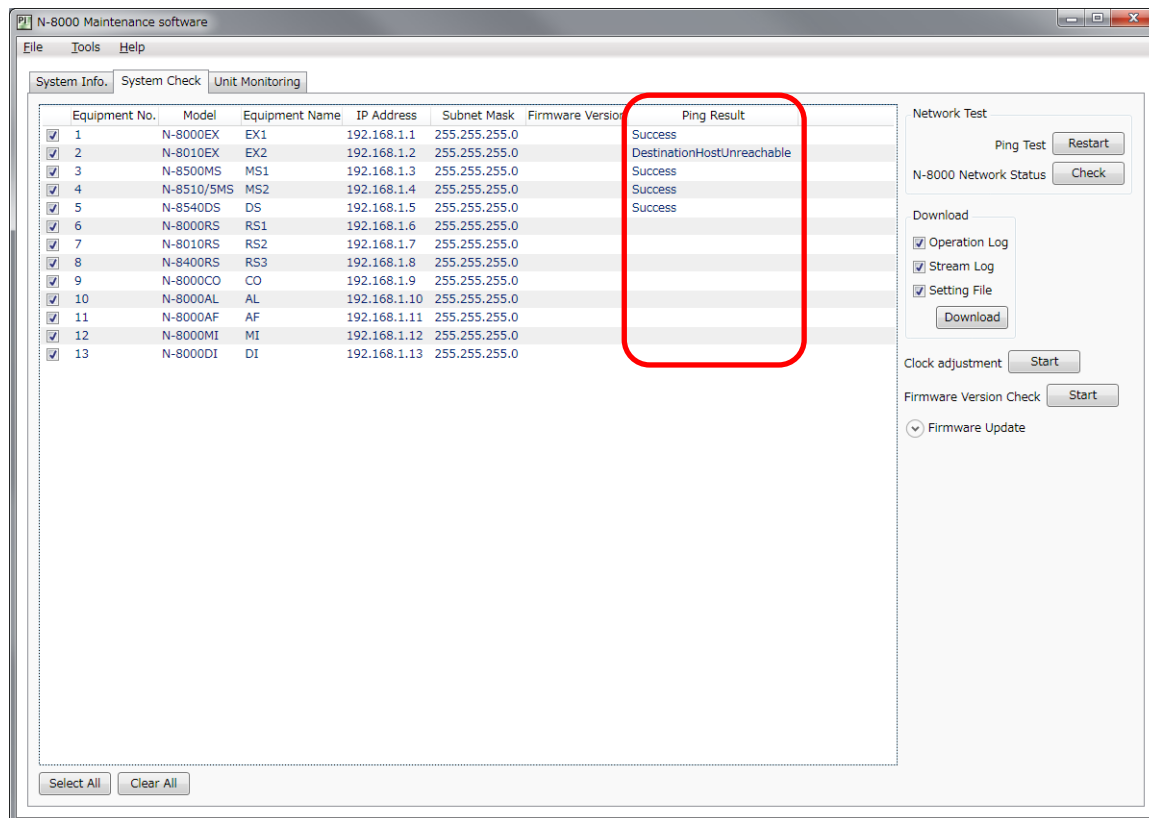 N-8000 Maintenance software
File Tools Help
System Info. System Check Unit Monitoring
Equipment No. Model Equipment Name IP Address Subnet Mask Firmware Version Ping Result
1 N-8000EX EX1 192.168.1.1 255.255.255.0 Success
2 N-8010EX EX2 192.168.1.2 255.255.255.0 DestinationHostUnreachable
3 N-8500MS MS1 192.168.1.3 255.255.255.0 Success
4 N-8510/5MS MS2 192.168.1.4 255.255.255.0 Success
5 N-8540DS DS 192.168.1.5 255.255.255.0 Success
6 N-8000RS RS1 192.168.1.6 255.255.255.0
7 N-8010RS RS2 192.168.1.7 255.255.255.0
8 N-8400RS RS3 192.168.1.8 255.255.255.0
9 N-8000CO CO 192.168.1.9 255.255.255.0
10 N-8000AL AL 192.168.1.10 255.255.255.0
11 N-8000AF AF 192.168.1.11 255.255.255.0
12 N-8000MI MI 192.168.1.12 255.255.255.0
13 N-8000DI DI 192.168.1.13 255.255.255.0
Network Test
Ping Test Restart
N-8000 Network Status Check
Download
Operation Log
Stream Log
Setting File
Download
Clock adjustment Start
Firmware Version Check Start
Firmware Update
Select All Clear All